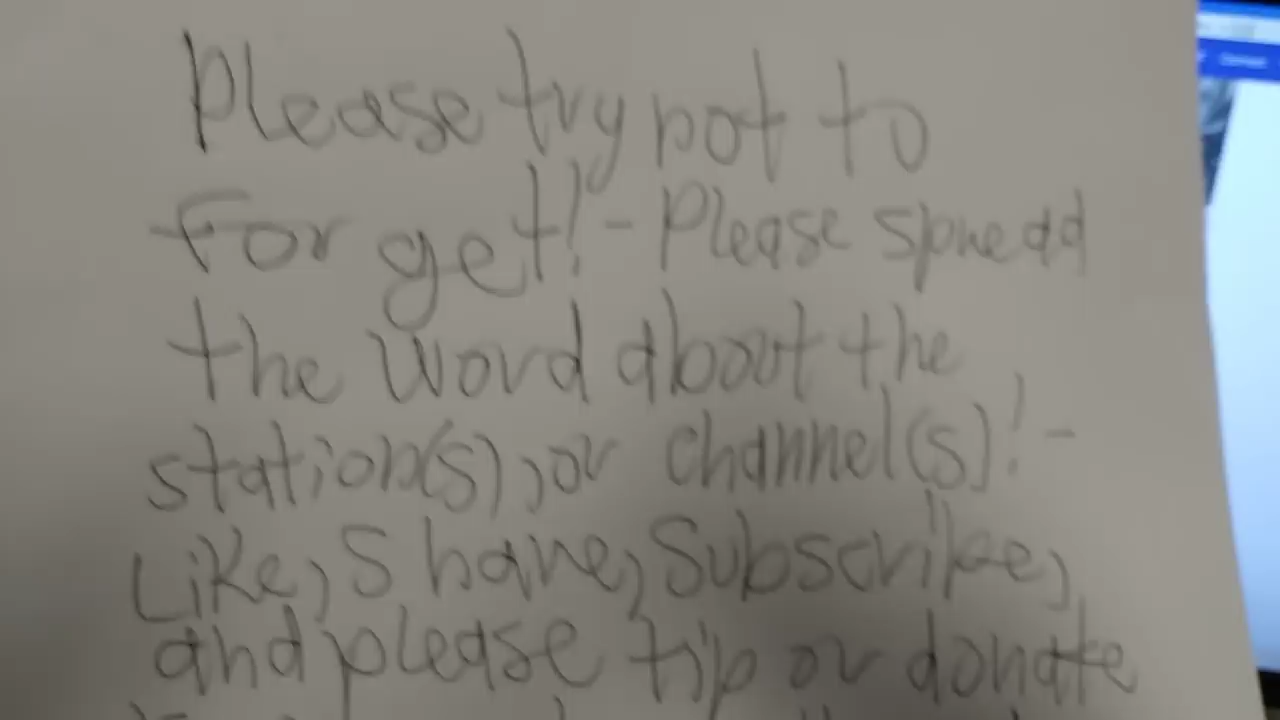 Please try not to
forget! - Please spread
the word about the
station(s), or channel(s)! -
Like, Share, Subscribe,
and please tip or donate